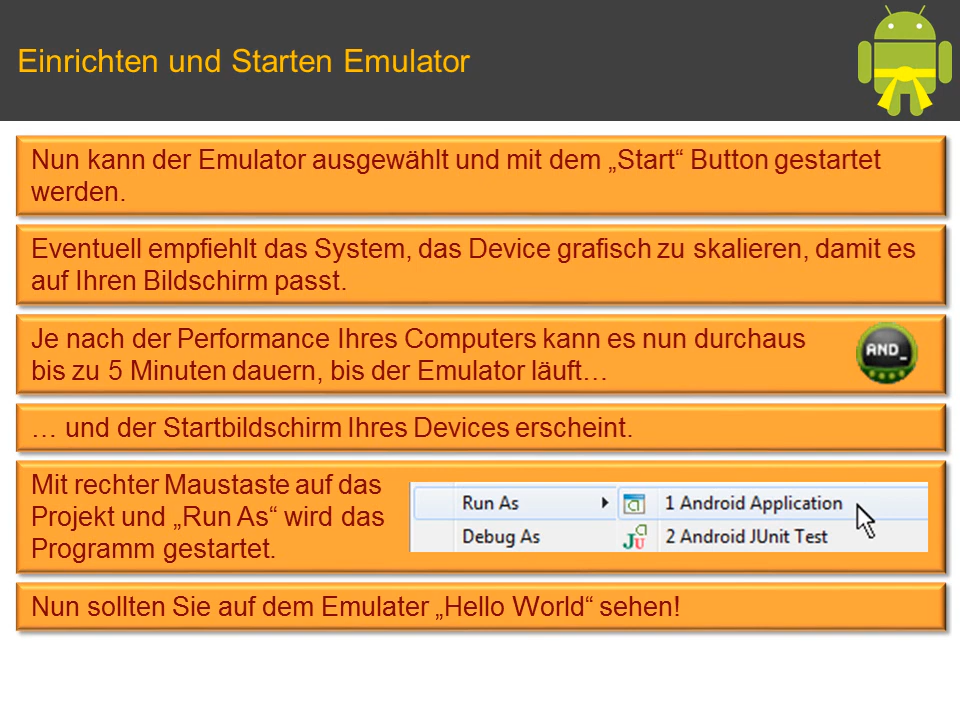 Einrichten und Starten Emulator
Nun kann der Emulator ausgewählt und mit dem „Start“ Button gestartet
werden.
Eventuell empfiehlt das System, das Device grafisch zu skalieren, damit es
auf Ihren Bildschirm passt.
Je nach der Performance Ihres Computers kann es nun durchaus
bis zu 5 Minuten dauern, bis der Emulator läuft…
AND_
… und der Startbildschirm Ihres Devices erscheint.
Mit rechter Maustaste auf das
Projekt und „Run As“ wird das
Programm gestartet.
Run As 1 Android Application
Debug As Ju 2 Android JUnit Test
Nun sollten Sie auf dem Emulater „Hello World“ sehen!